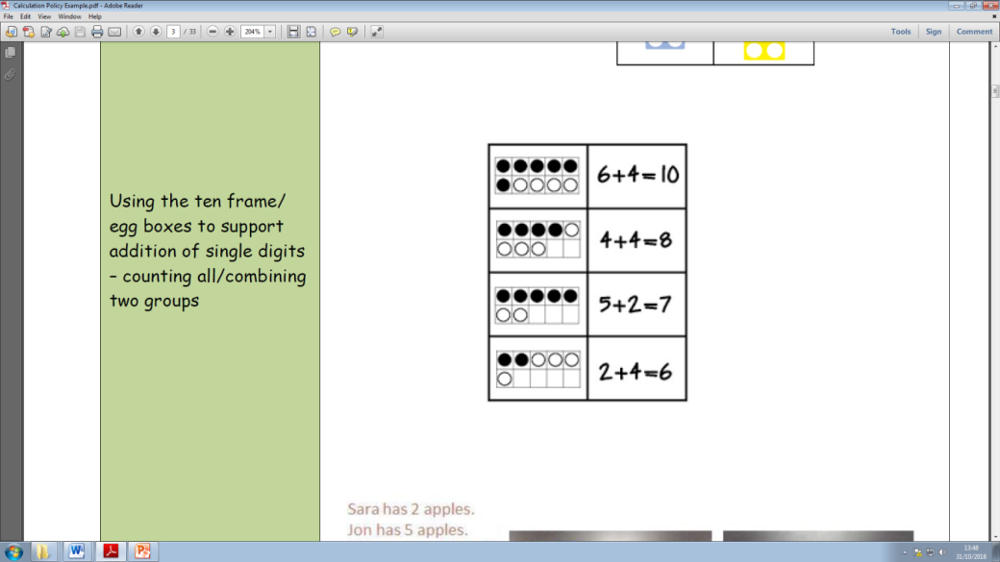 Calculation Policy Example.pdf - Adobe Reader
File Edit View Window Help
3 / 33 204% Tools Sign Comment
Using the ten frame/
egg boxes to support
addition of single digits
– counting all/combining
two groups
6+4=10
4+4=8
5+2=7
2+4=6
Sara has 2 apples.
Jon has 5 apples.
13:48
31/10/2018